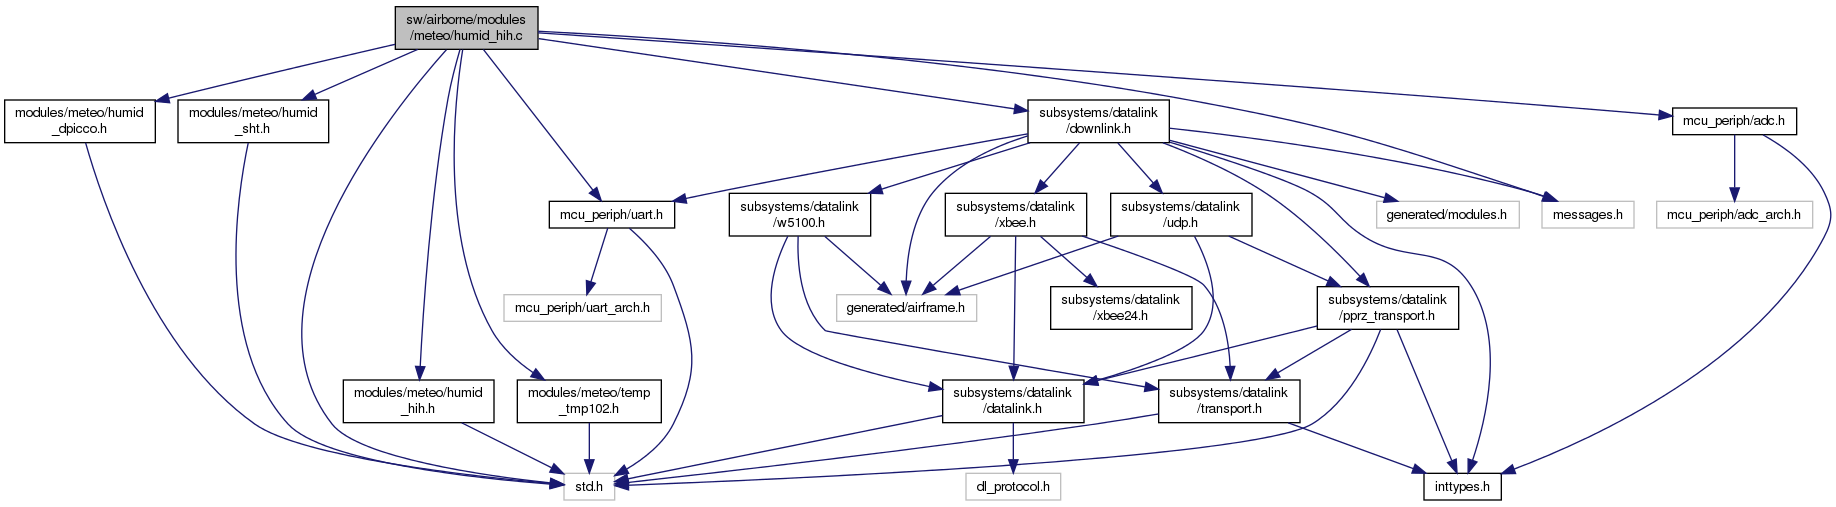 sw/airborne/modules
/meteo/humid_hih.c
modules/meteo/humid
_dpicco.h
modules/meteo/humid
_sht.h
subsystems/datalink
/downlink.h
mcu_periph/adc.h
mcu_periph/uart.h
subsystems/datalink
/w5100.h
subsystems/datalink
/xbee.h
subsystems/datalink
/udp.h
generated/modules.h
messages.h
mcu_periph/adc_arch.h
mcu_periph/uart_arch.h
generated/airframe.h
subsystems/datalink
/xbee24.h
subsystems/datalink
/pprz_transport.h
modules/meteo/humid
_hih.h
modules/meteo/temp
_tmp102.h
subsystems/datalink
/datalink.h
subsystems/datalink
/transport.h
std.h
dl_protocol.h
inttypes.h